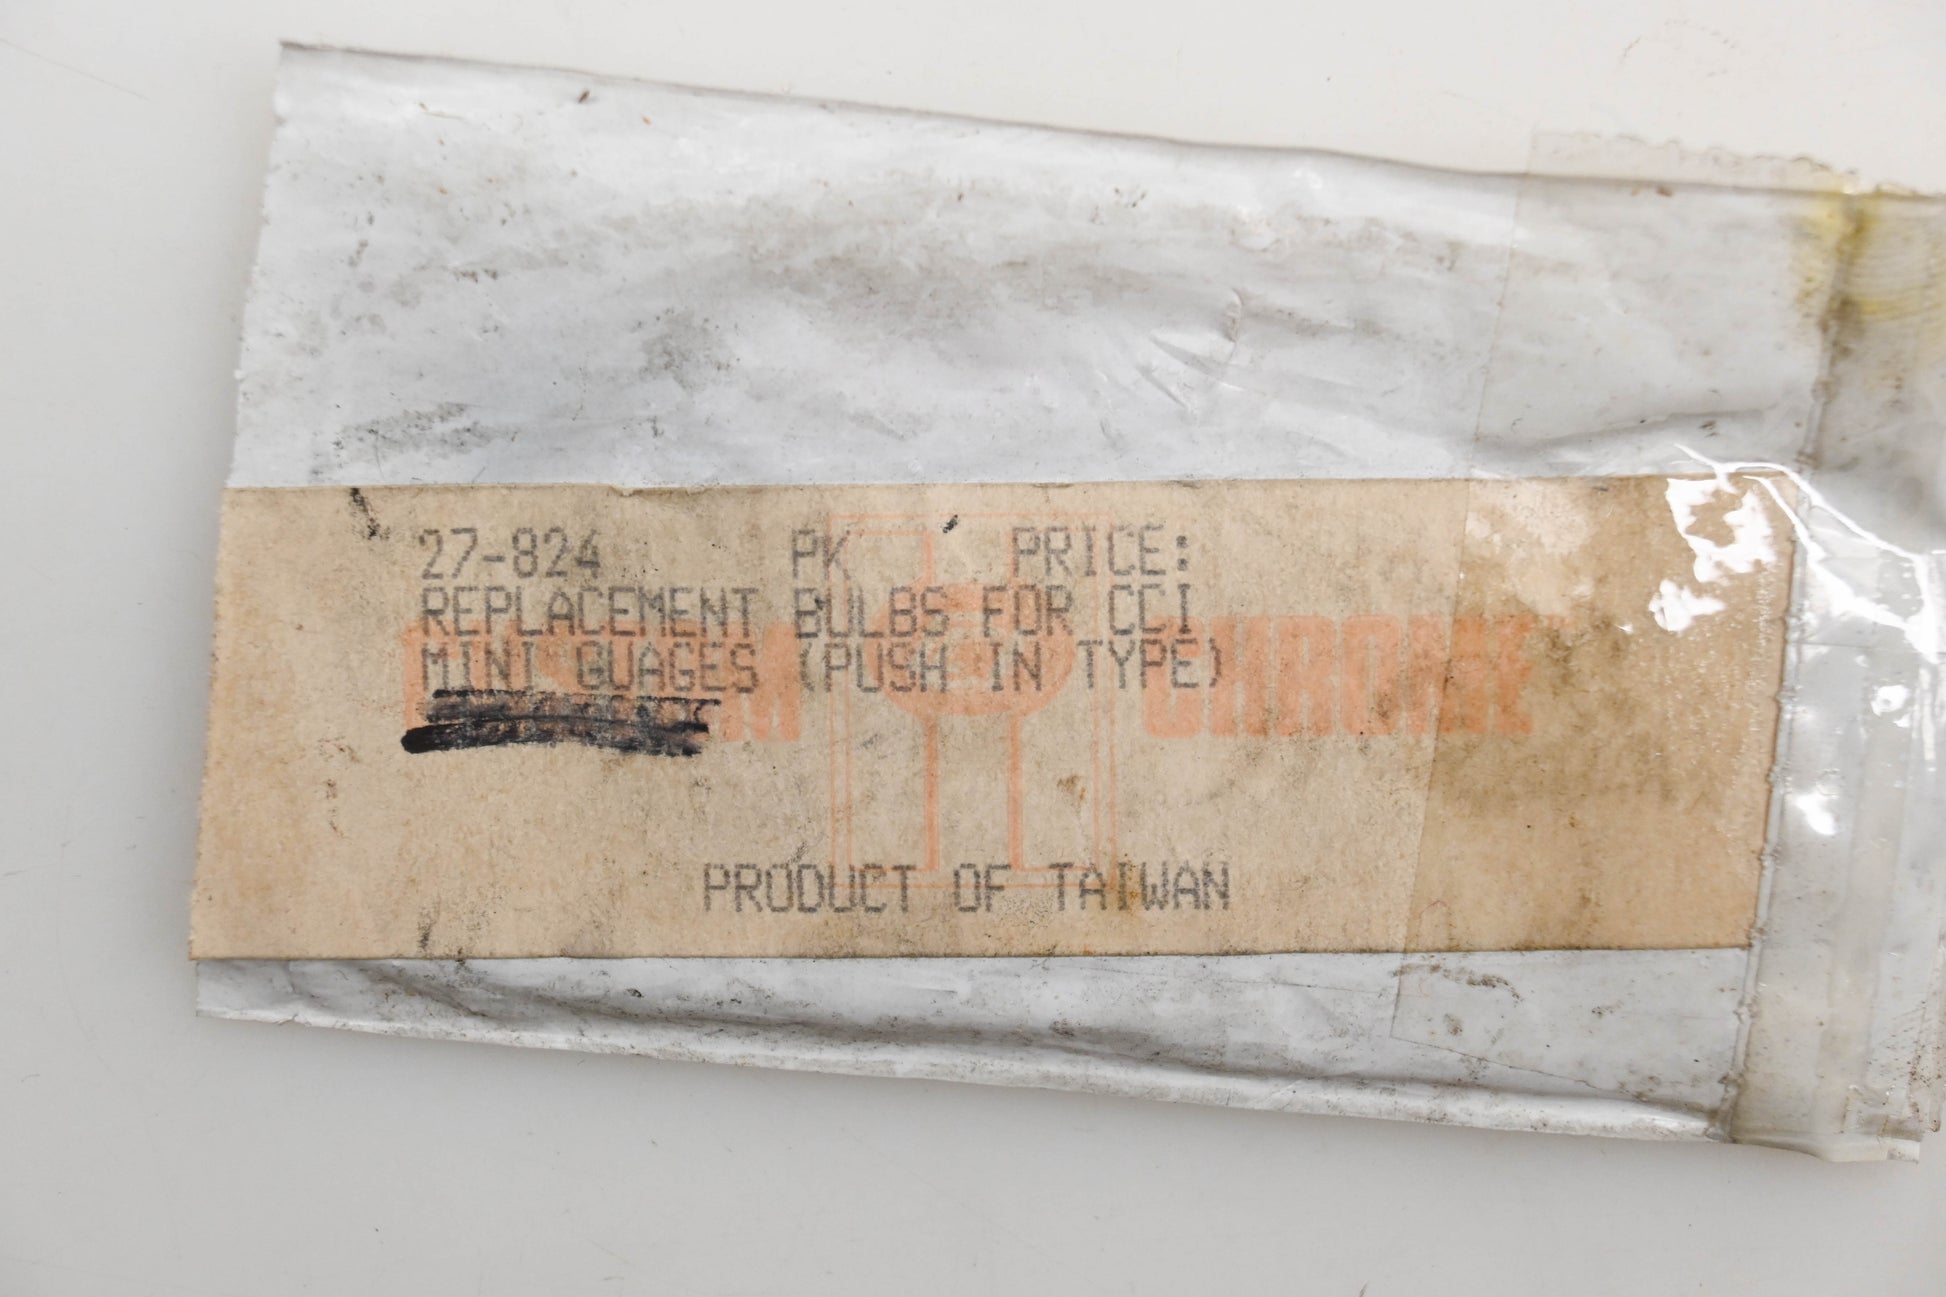 27-824 PK PRICE:
REPLACEMENT BULBS FOR CCI
MINI GUAGES (PUSH IN TYPE)
CHROME
PRODUCT OF TAIWAN